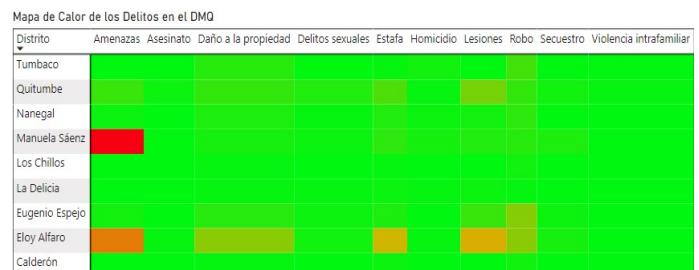 Mapa de Calor de los Delitos en el DMQ
Distrito Amenazas Asesinato Daño a la propiedad Delitos sexuales Estafa Homicidio Lesiones Robo Secuestro Violencia intrafamiliar
Tumbaco
Quitumbe
Nanegal
Manuela Sáenz
Los Chillos
La Delicia
Eugenio Espejo
Eloy Alfaro
Calderón